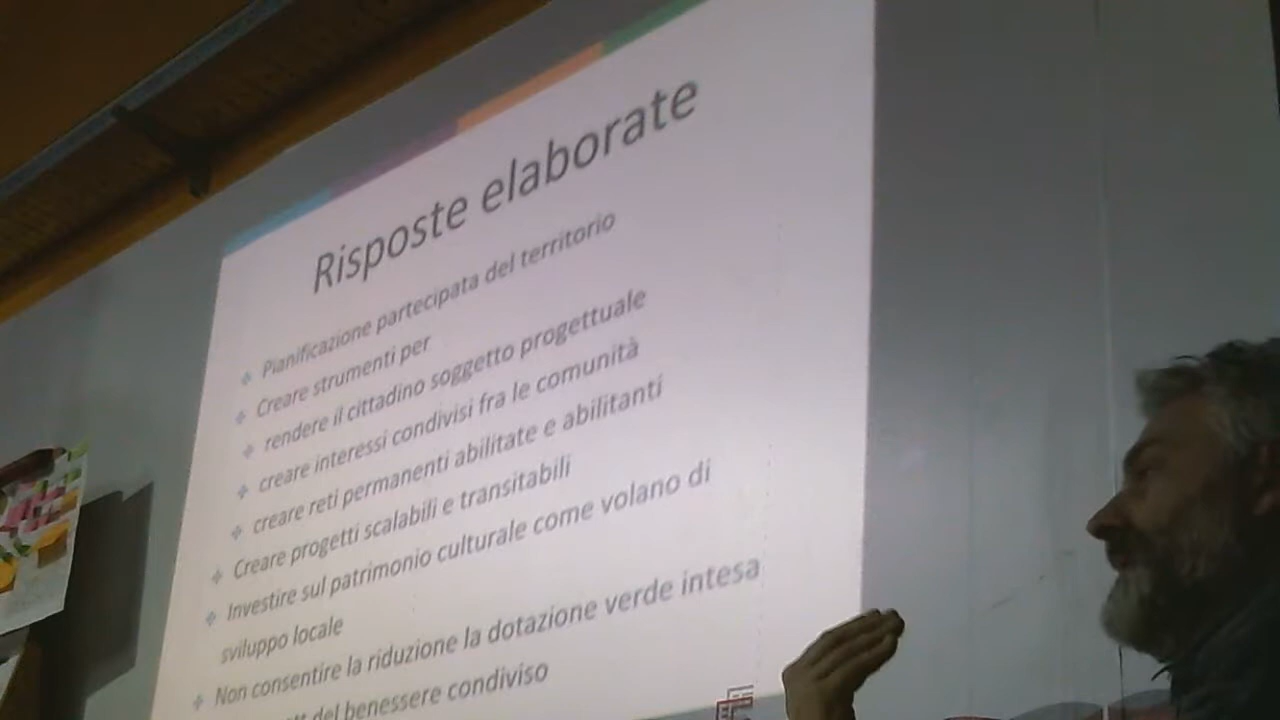 Risposte elaborate
Pianificazione partecipata del territorio
Creare strumenti per
rendere il cittadino soggetto progettuale
creare interessi condivisi fra le comunità
creare reti permanenti abilitate e abilitanti
Creare progetti scalabili e transitabili
Investire sul patrimonio culturale come volano di
sviluppo locale
Non consentire la riduzione la dotazione verde intesa
del benessere condiviso